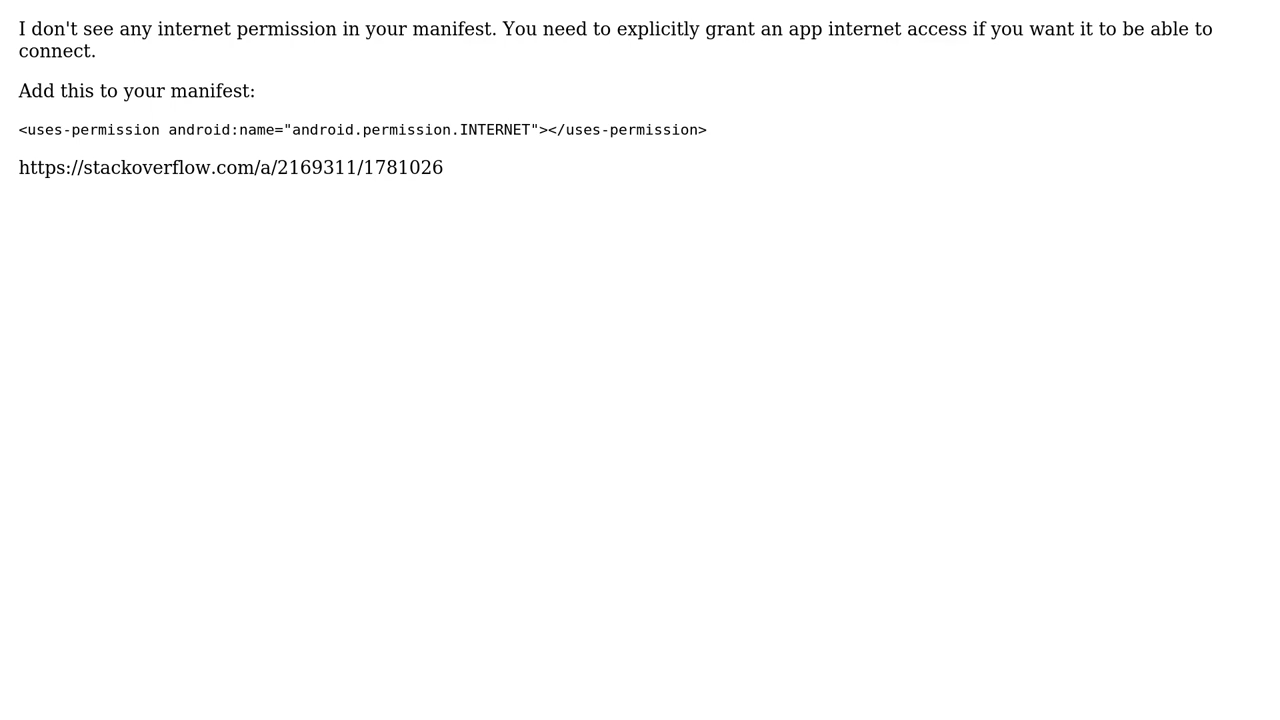 I don't see any internet permission in your manifest. You need to explicitly grant an app internet access if you want it to be able to
connect.
Add this to your manifest:
<uses-permission android:name="android.permission.INTERNET"></uses-permission>
https://stackoverflow.com/a/2169311/1781026